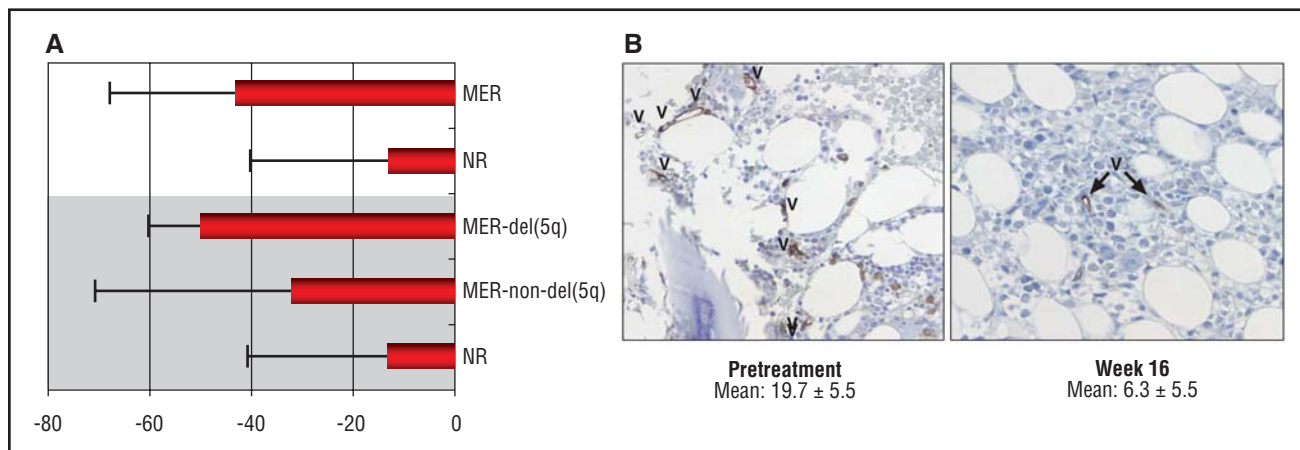 A
MER
NR
MER-del(5q)
MER-non-del(5q)
NR
-80 -60 -40 -20 0
B
V
V
V
V
V
V
V
V
V
Pretreatment
Mean: 19.7 ± 5.5
Week 16
Mean: 6.3 ± 5.5